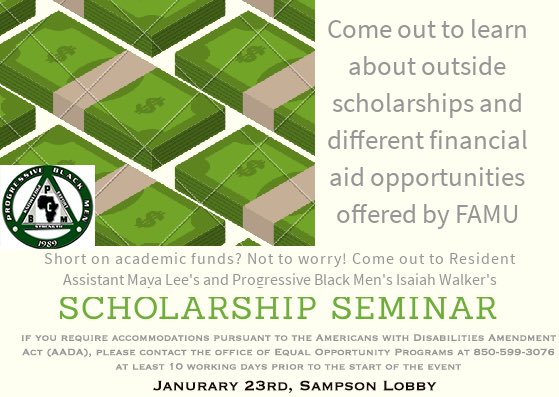 Come out to learn
about outside
scholarships and
different financial
aid opportunities
offered by FAMU
PROGRESSIVE BLACK MEN
P
B M
STRENGTH
1989
Short on academic funds? Not to worry! Come out to Resident
Assistant Maya Lee's and Progressive Black Men's Isaiah Walker's
SCHOLARSHIP SEMINAR
if you require accommodations pursuant to the Americans with Disabilities Amendment
Act (AADA), please contact the office of Equal Opportunity Programs at 850-599-3076
at least 10 working days prior to the start of the event
Janurary 23rd, Sampson Lobby